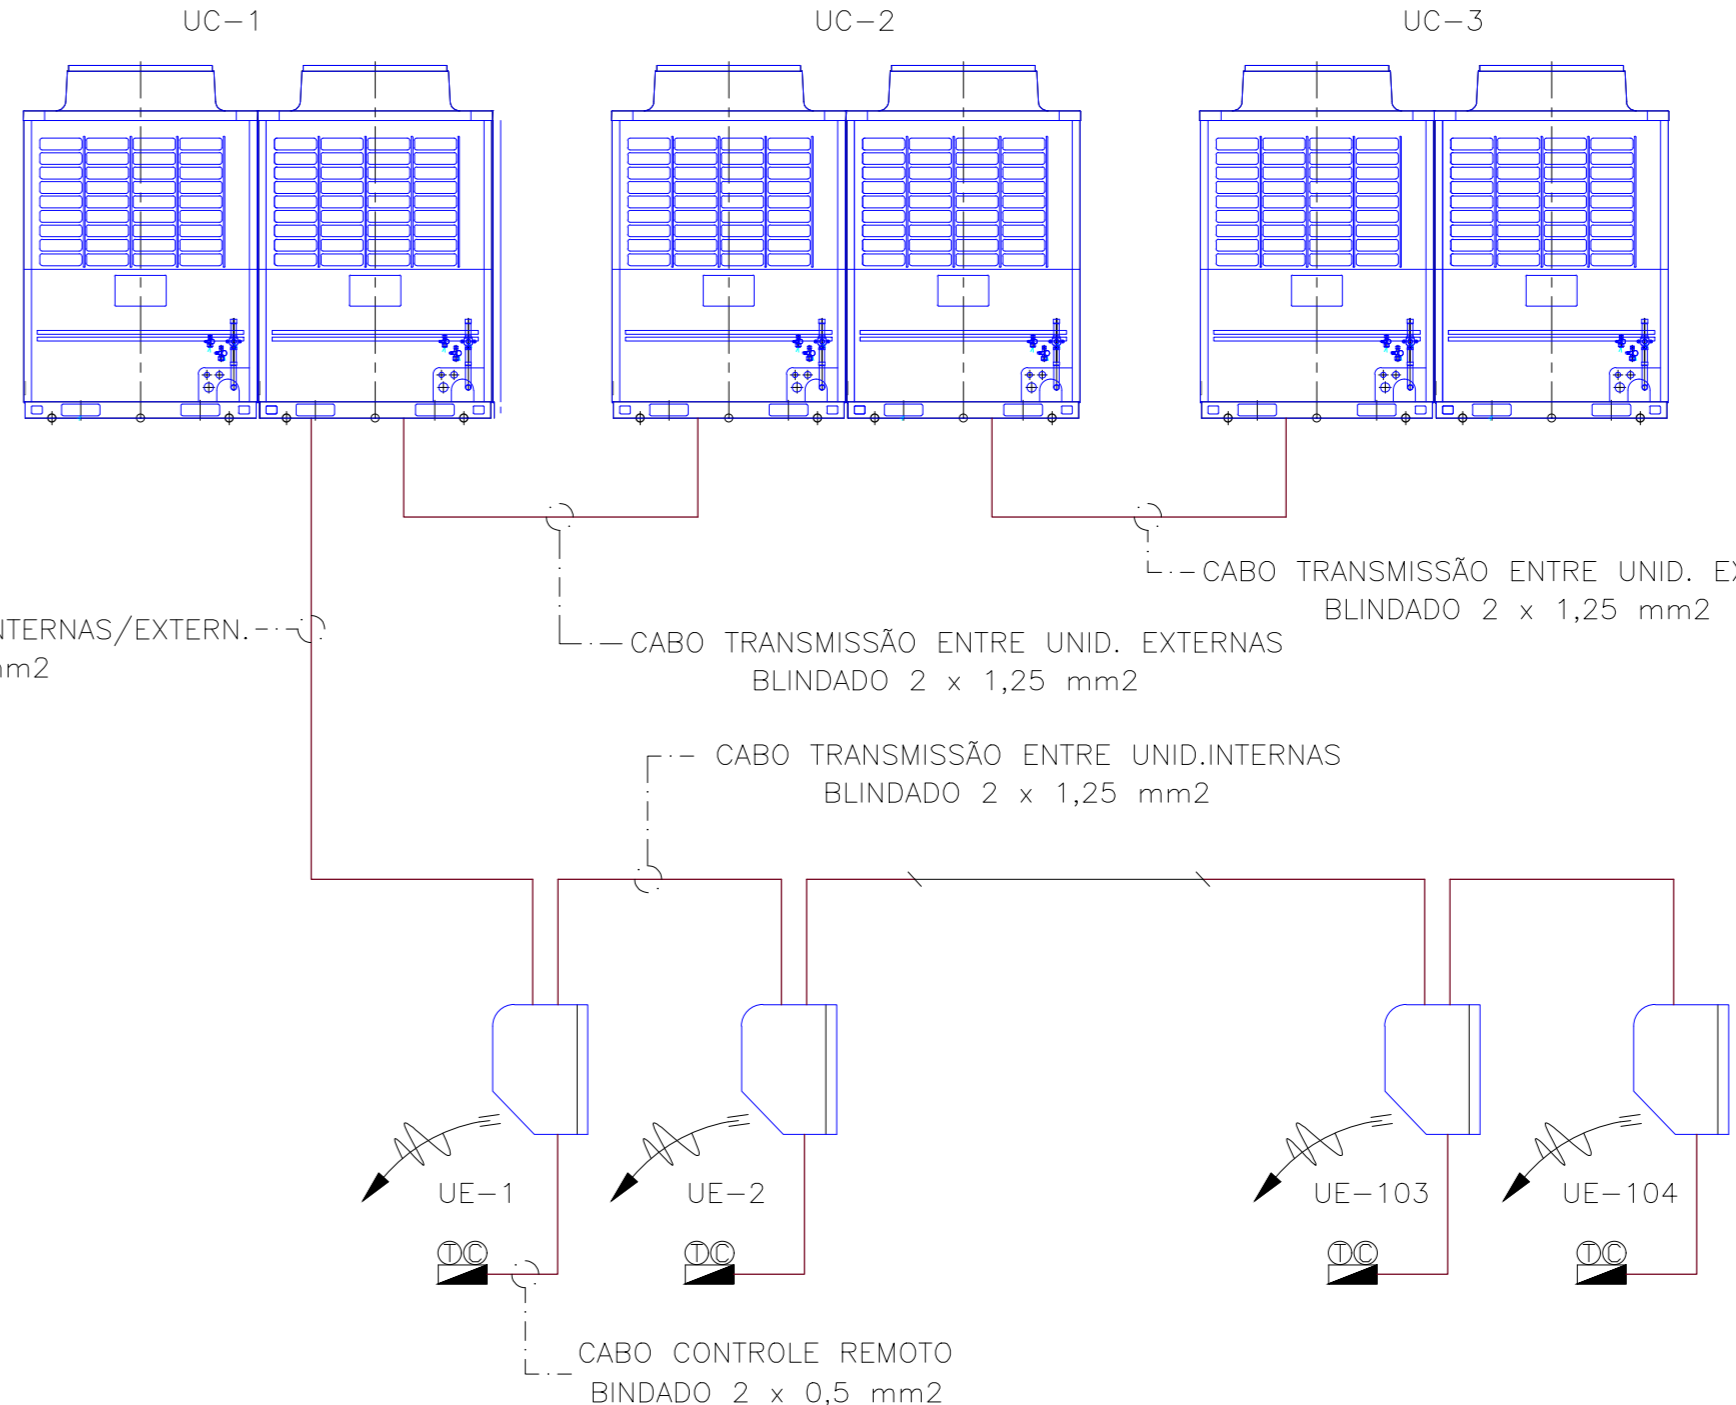 UC-1
UC-2
UC-3
CABO TRANSMISSÃO ENTRE UNID.
BLINDADO 2 x 1,25 mm2
NTERNAS/EXTERN.
mm2
CABO TRANSMISSÃO ENTRE UNID. EXTERNAS
BLINDADO 2 x 1,25 mm2
CABO TRANSMISSÃO ENTRE UNID.INTERNAS
BLINDADO 2 x 1,25 mm2
UE-1
UE-2
UE-103
UE-104
TC
TC
TC
TC
CABO CONTROLE REMOTO
BINDADO 2 x 0,5 mm2